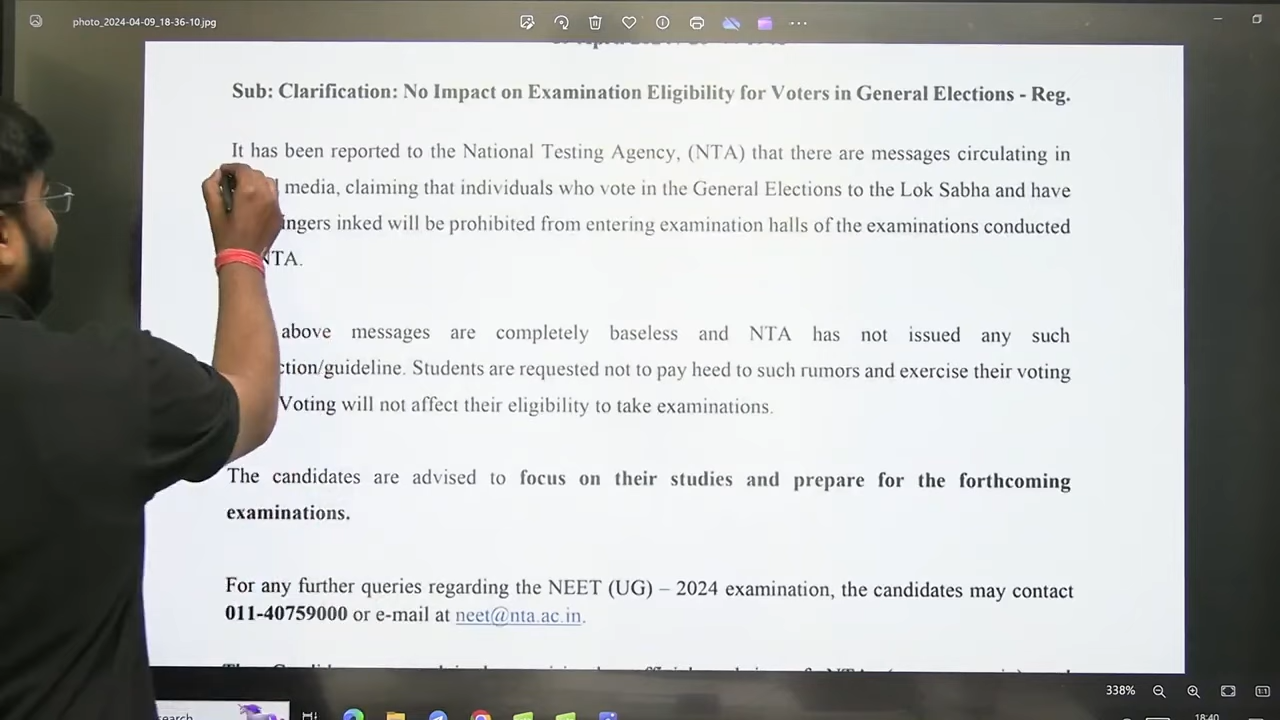 photo_2024-04-09_18-36-10.jpg
Sub: Clarification: No Impact on Examination Eligibility for Voters in General Elections - Reg.
It has been reported to the National Testing Agency, (NTA) that there are messages circulating in
media, claiming that individuals who vote in the General Elections to the Lok Sabha and have
inked will be prohibited from entering examination halls of the examinations conducted
NTA.
above messages are completely baseless and NTA has not issued any such
/guideline. Students are requested not to pay heed to such rumors and exercise their voting
Voting will not affect their eligibility to take examinations.
The candidates are advised to focus on their studies and prepare for the forthcoming
examinations.
For any further queries regarding the NEET (UG) – 2024 examination, the candidates may contact
011-40759000 or e-mail at neet@nta.ac.in.
338%
18:40